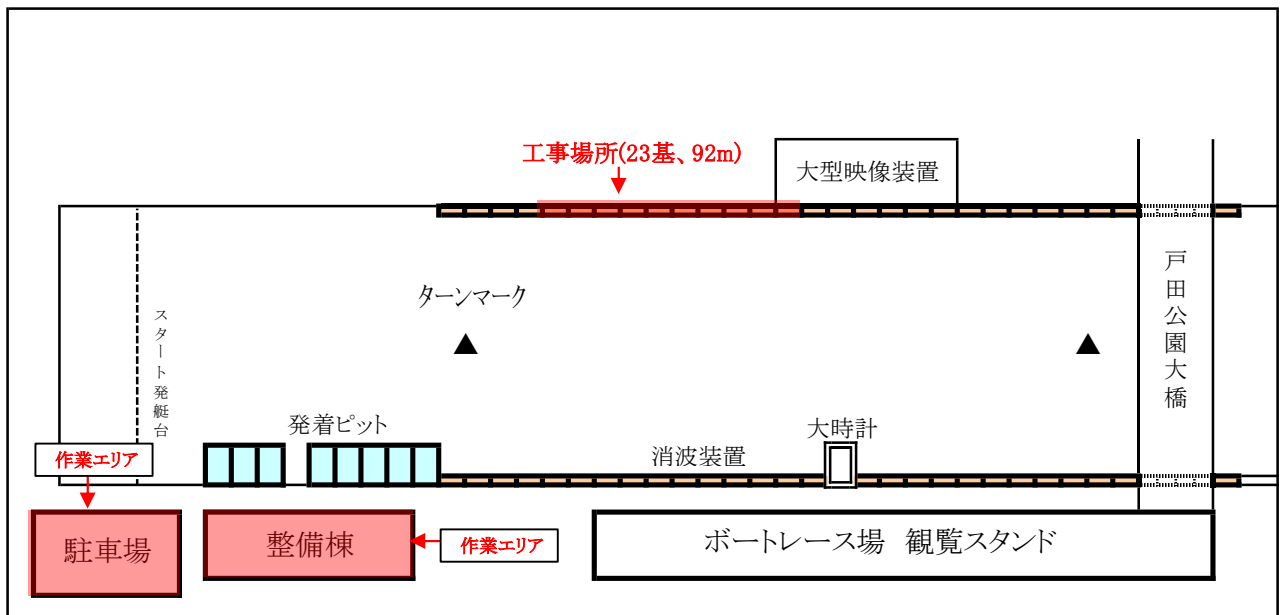 工事場所(23基、92m)
大型映像装置
戸田公園大橋
ターンマーク
スタート発艇台
発着ピット
大時計
消波装置
作業エリア
駐車場
整備棟
作業エリア
ボートレース場 観覧スタンド